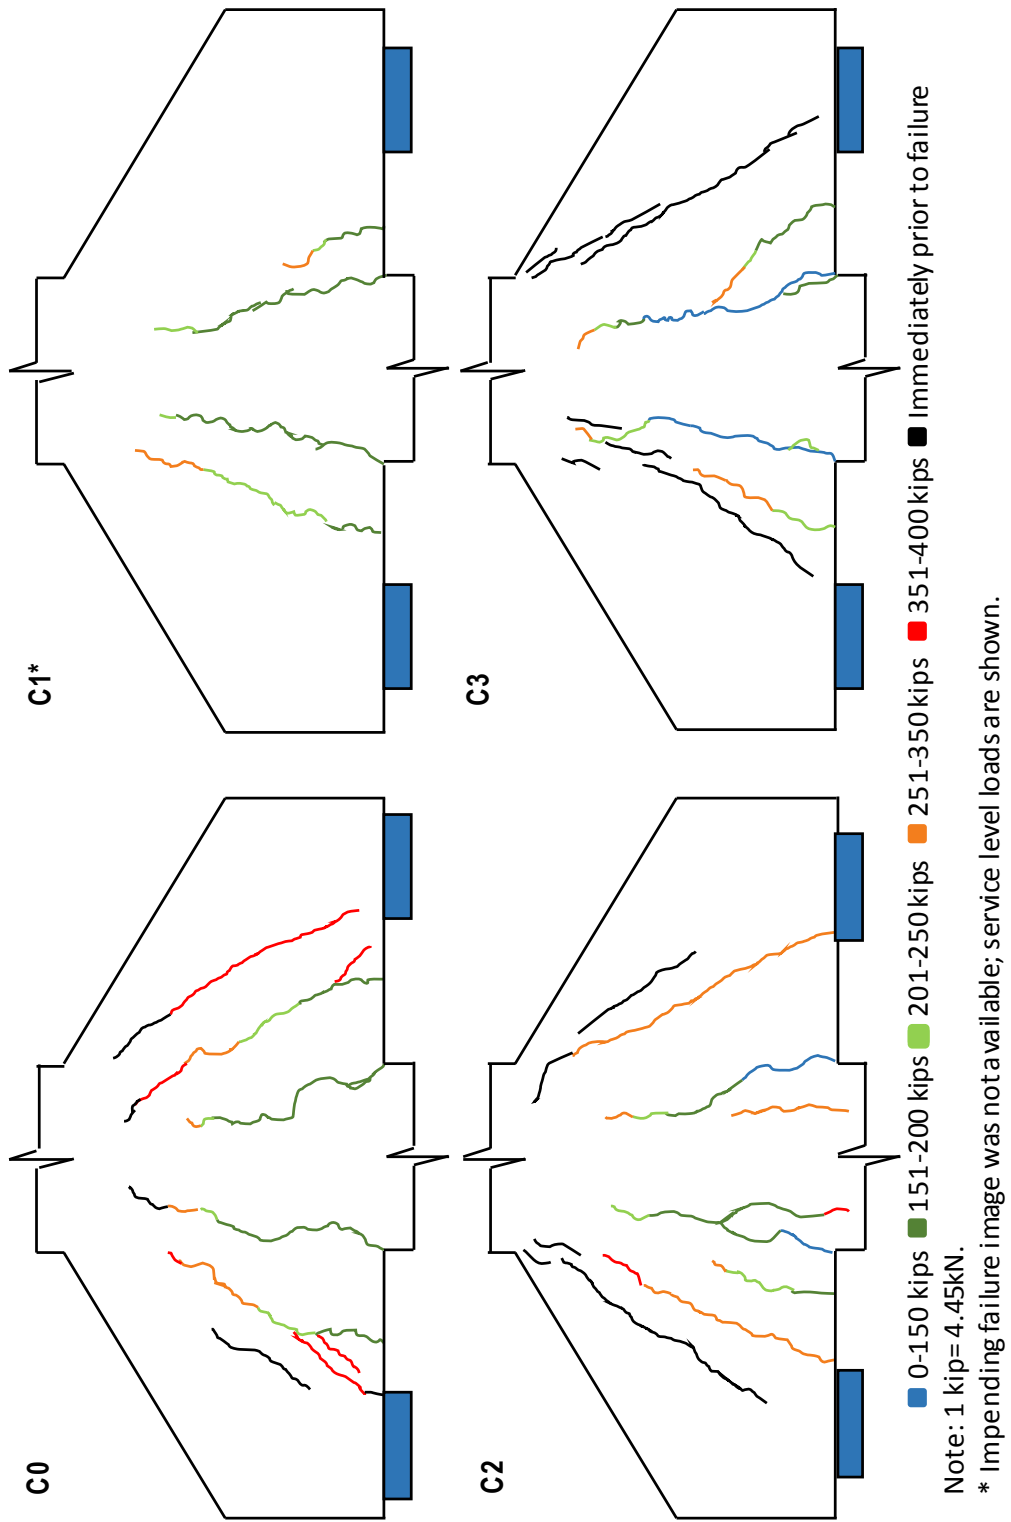 C0
C1*
C2
C3
0-150 kips 151-200 kips 201-250 kips 251-350 kips 351-400 kips Immediately prior to failure
Note: 1 kip= 4.45kN.
* Impending failure image was not available; service level loads are shown.